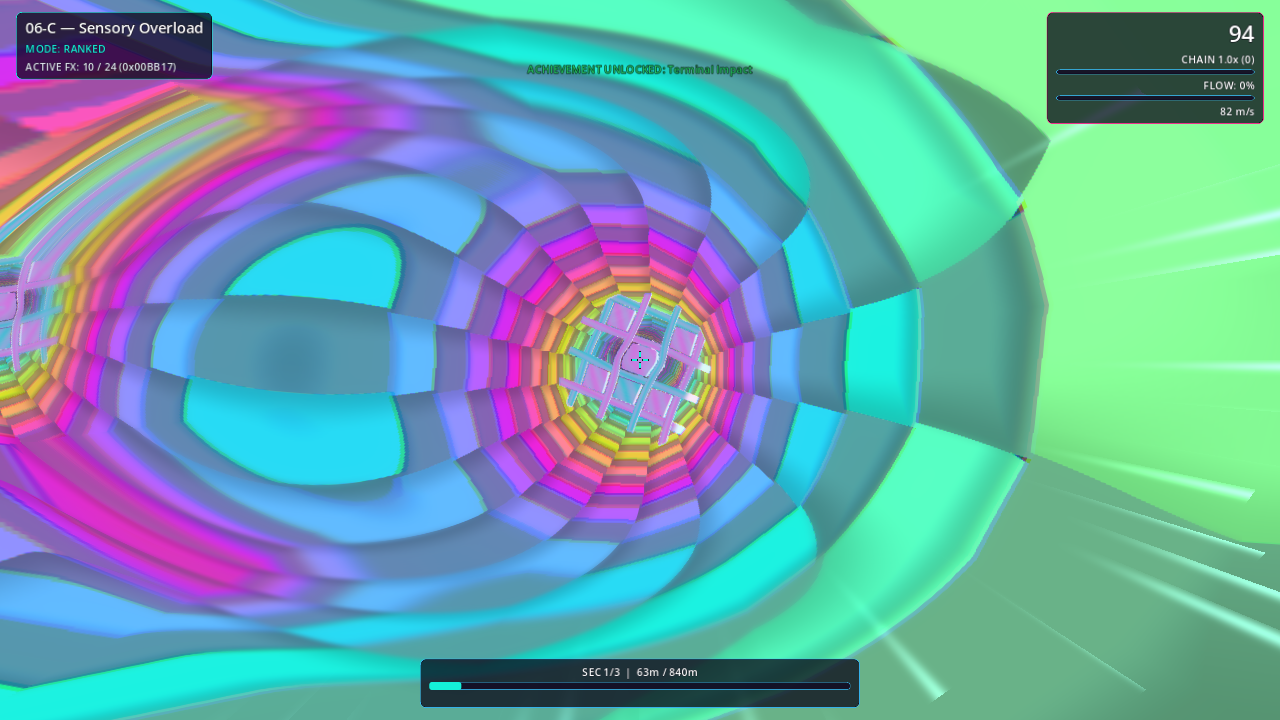 06-C — Sensory Overload
MODE: RANKED
ACTIVE FX: 10 / 24 (0x00BB17)
ACHIEVEMENT UNLOCKED: Terminal Impact
94
CHAIN 1.0x (0)
FLOW: 0%
82 m/s
SEC 1/3 | 63m / 840m